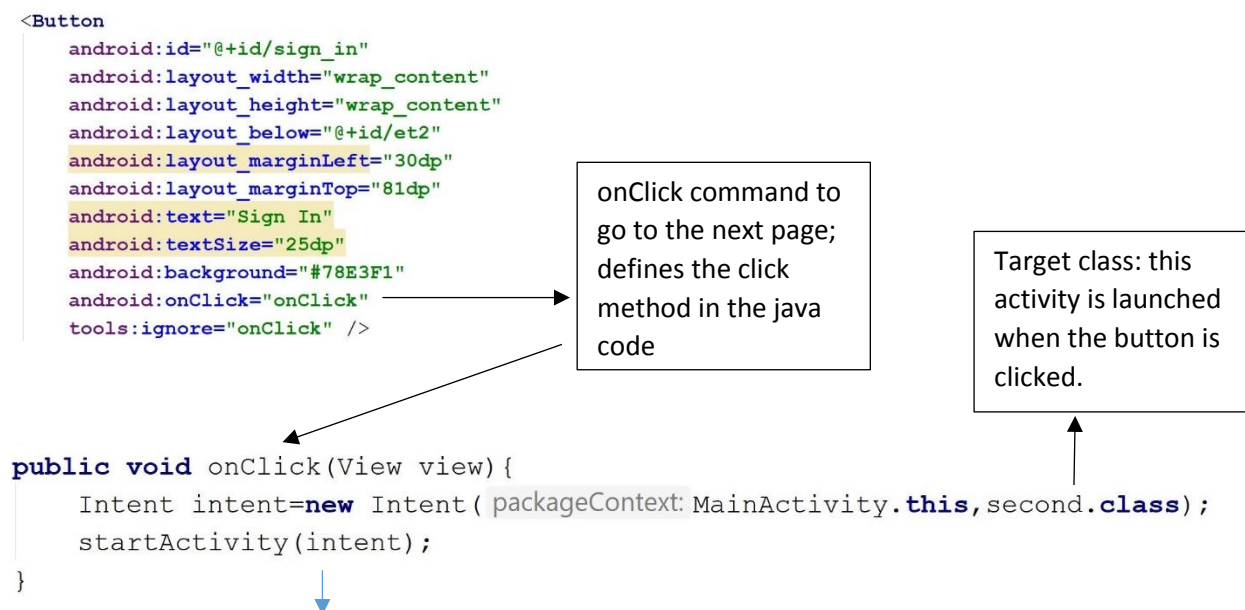 <Button
android:id="@+id/sign_in"
android:layout_width="wrap_content"
android:layout_height="wrap_content"
android:layout_below="@+id/et2"
android:layout_marginLeft="30dp"
android:layout_marginTop="81dp"
android:text="Sign In"
android:textSize="25dp"
android:background="#78E3F1"
android:onClick="onClick"
tools:ignore="onClick" />
onClick command to
go to the next page;
defines the click
method in the java
code
Target class: this
activity is launched
when the button is
clicked.
public void onClick(View view){
Intent intent=new Intent( packageContext: MainActivity.this,second.class);
startActivity(intent);
}